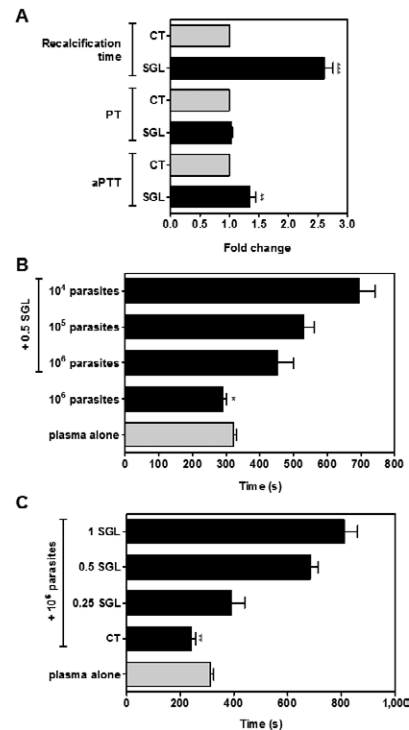 A
Recalcification
time
CT
SGL
***
PT
CT
SGL
aPTT
CT
SGL
**
0.0 0.5 1.0 1.5 2.0 2.5 3.0
Fold change
B
+ 0.5 SGL
10⁴ parasites
10⁵ parasites
10⁶ parasites
10⁶ parasites
*
plasma alone
0 100 200 300 400 500 600 700 800
Time (s)
C
+ 10⁶ parasites
1 SGL
0.5 SGL
0.25 SGL
CT
**
plasma alone
0 200 400 600 800 1,000
Time (s)